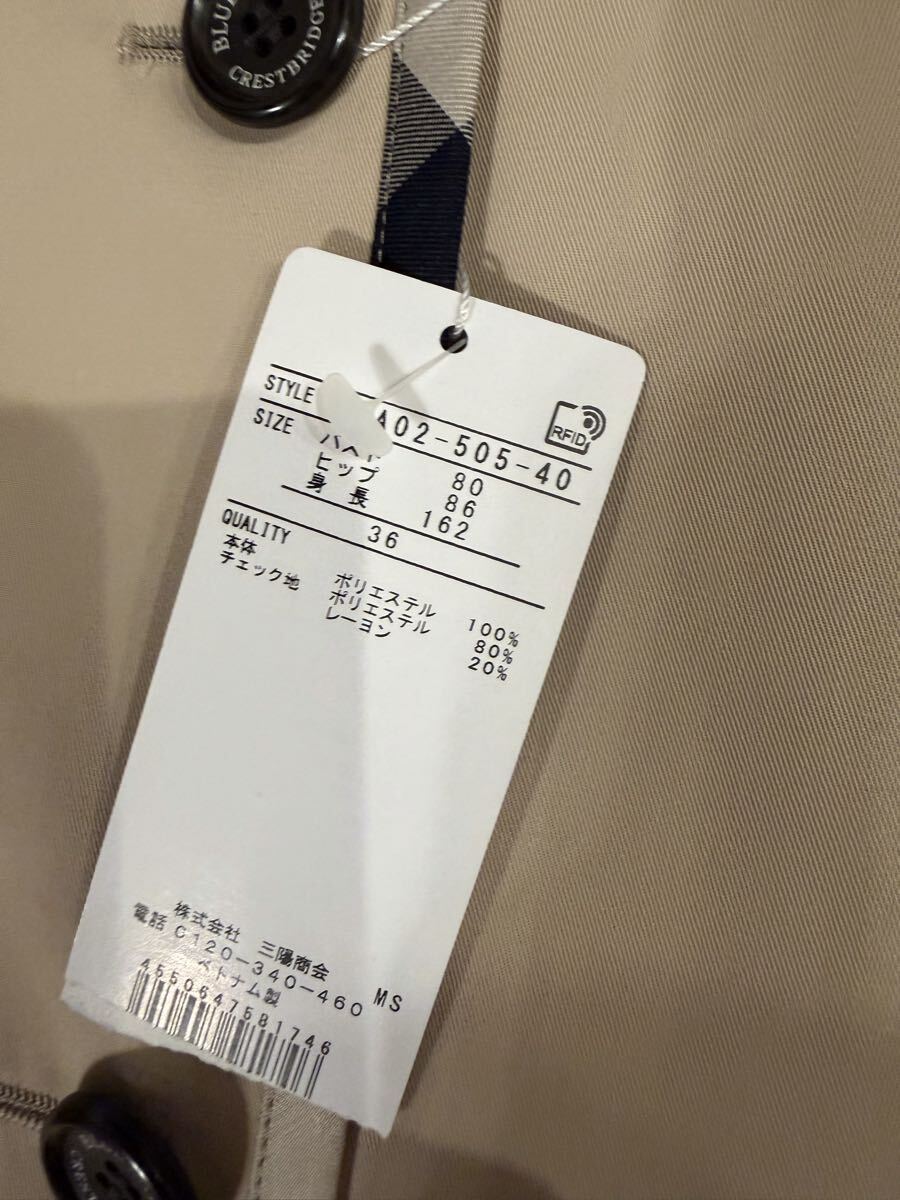 BLUE
CRESTBRIDGE
RFID
STYLE A02-505-40
SIZE バスト 80
ヒップ 86
身長 162
36
QUALITY
本体 ポリエステル 100%
チェック地 ポリエステル 80%
レーヨン 20%
株式会社 三陽商会
電話 0120-340-460 MS
ベトナム製
4550647581746